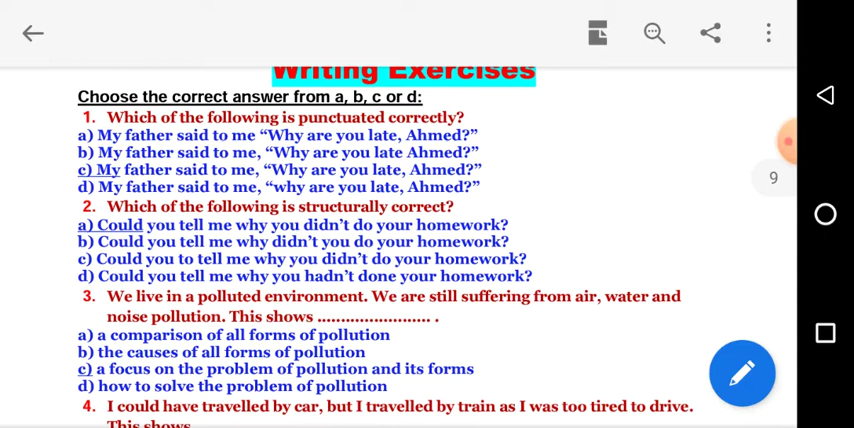 Writing Exercises
Choose the correct answer from a, b, c or d:
1. Which of the following is punctuated correctly?
a) My father said to me “Why are you late, Ahmed?”
b) My father said to me, “Why are you late Ahmed?”
c) My father said to me, “Why are you late, Ahmed?”
d) My father said to me, “why are you late, Ahmed?”
2. Which of the following is structurally correct?
a) Could you tell me why you didn’t do your homework?
b) Could you tell me why didn’t you do your homework?
c) Could you to tell me why you didn’t do your homework?
d) Could you tell me why you hadn’t done your homework?
3. We live in a polluted environment. We are still suffering from air, water and
noise pollution. This shows ........................ .
a) a comparison of all forms of pollution
b) the causes of all forms of pollution
c) a focus on the problem of pollution and its forms
d) how to solve the problem of pollution
4. I could have travelled by car, but I travelled by train as I was too tired to drive.
This shows
9